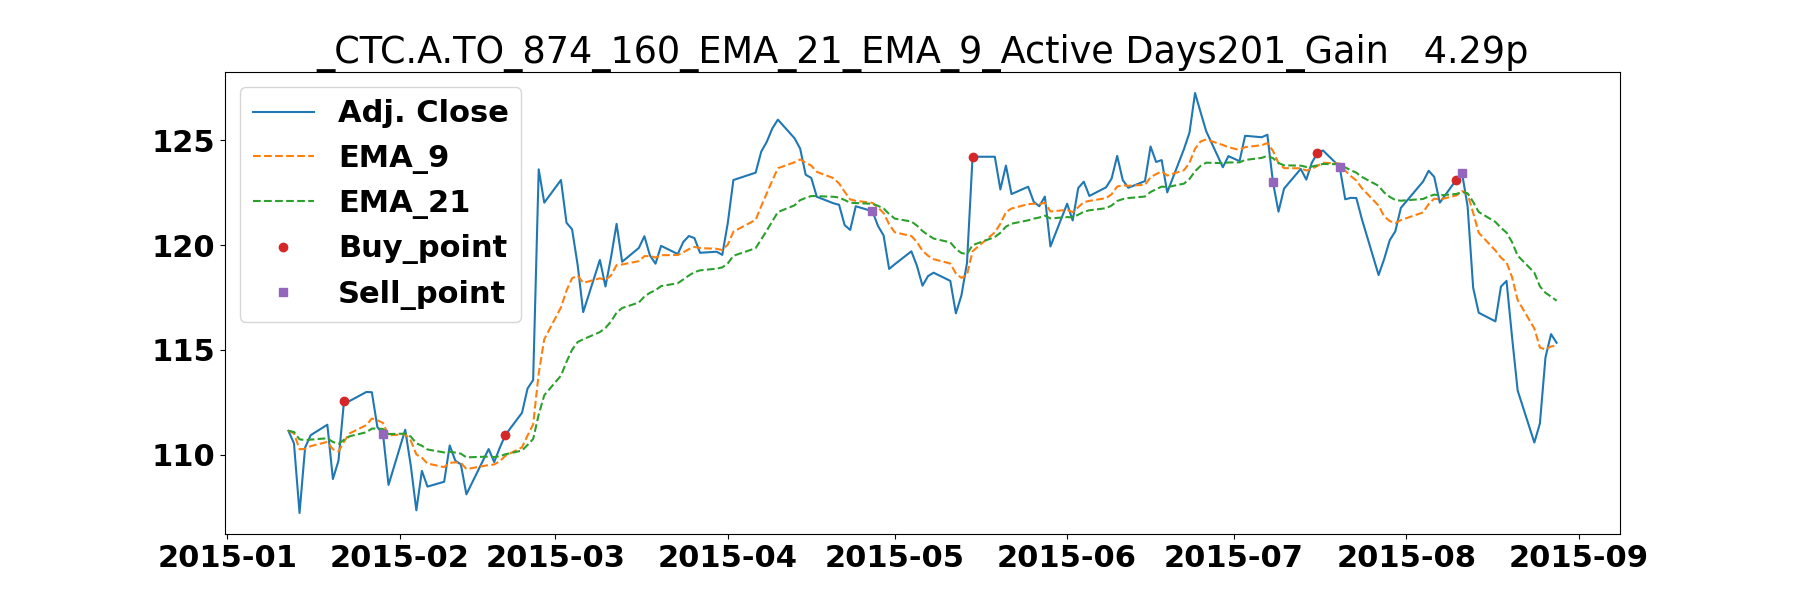 _CTC.A.TO_874_160_EMA_21_EMA_9_Active Days201_Gain   4.29p
Adj. Close
EMA_9
EMA_21
Buy_point
Sell_point
125
120
115
110
2015-01 2015-02 2015-03 2015-04 2015-05 2015-06 2015-07 2015-08 2015-09